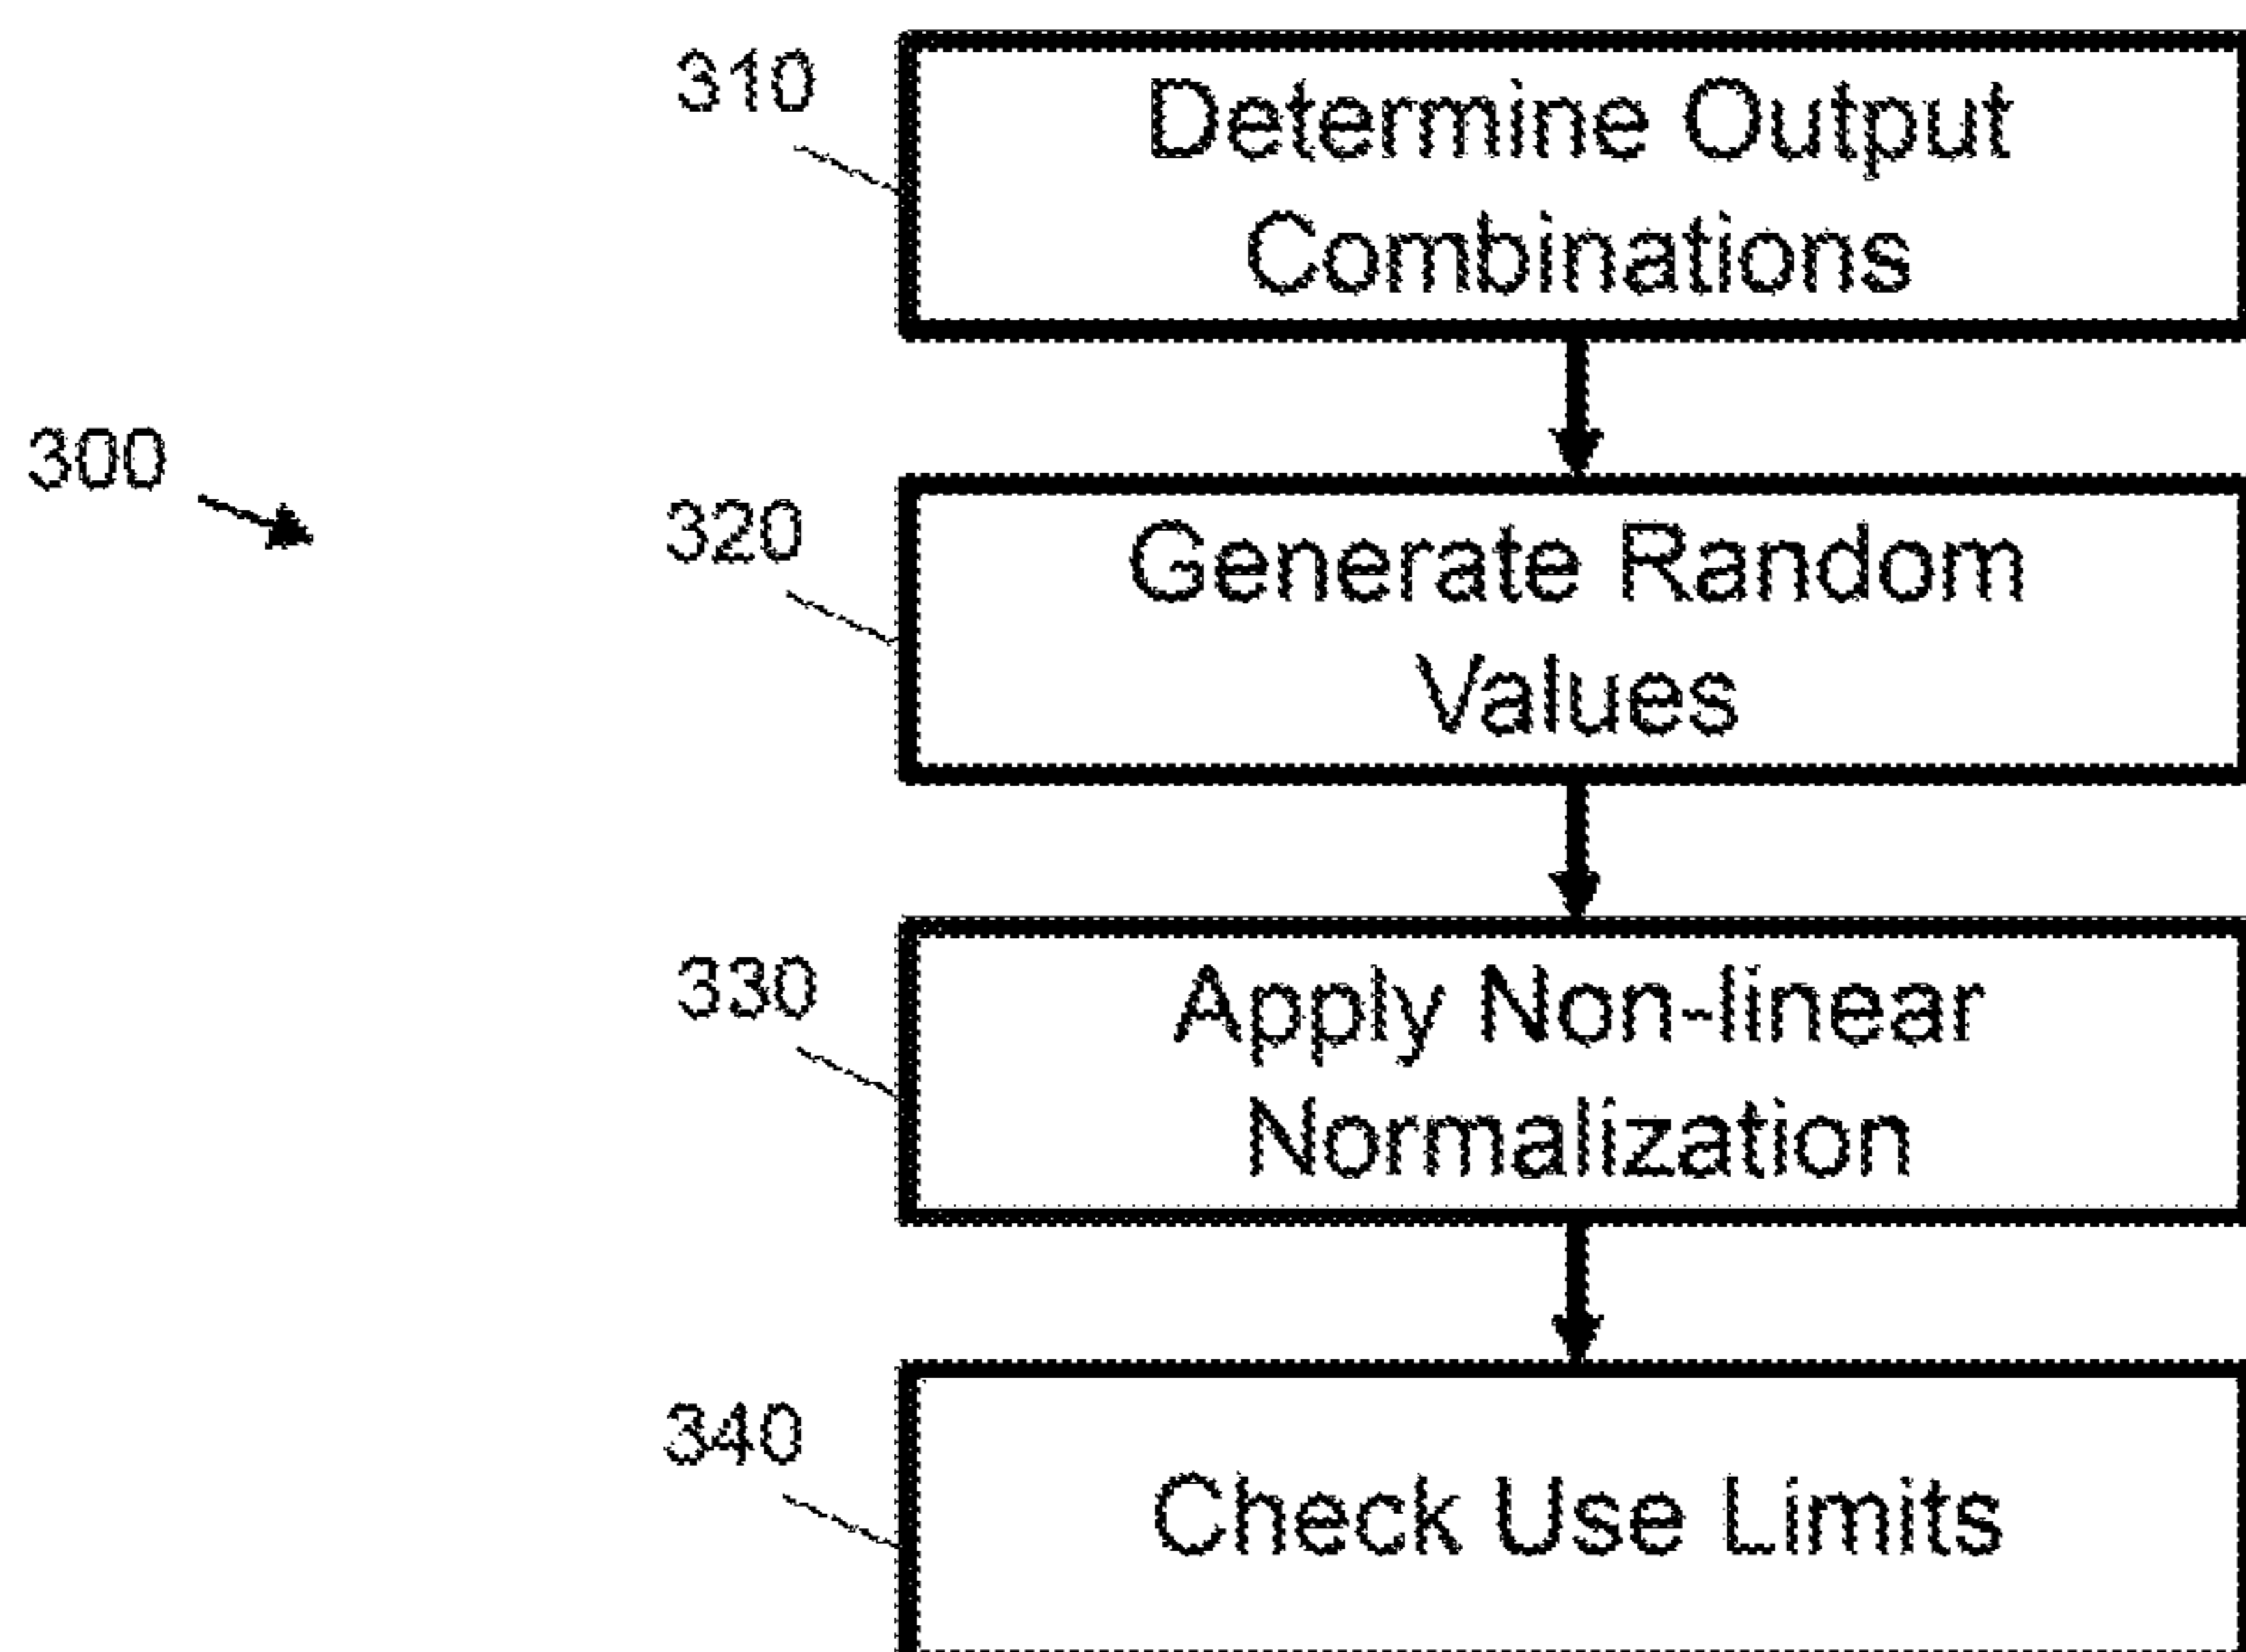 310
Determine Output
Combinations
300
320
Generate Random
Values
330
Apply Non-linear
Normalization
340
Check Use Limits